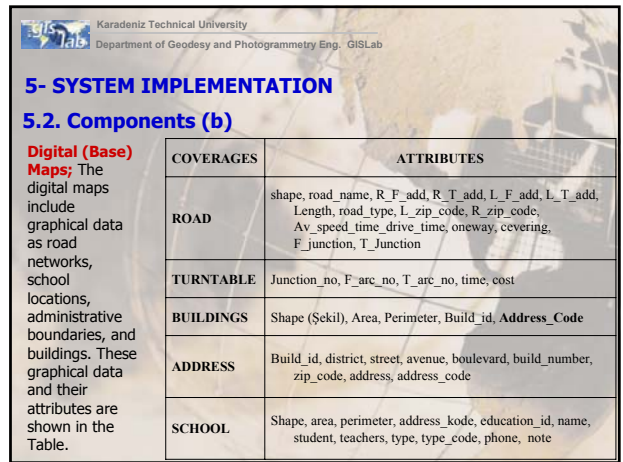 GIS lab
Karadeniz Technical University
Department of Geodesy and Photogrammetry Eng. GISLab
5- SYSTEM IMPLEMENTATION
5.2. Components (b)
Digital (Base)
Maps; The
digital maps
include
graphical data
as road
networks,
school
locations,
administrative
boundaries, and
buildings. These
graphical data
and their
attributes are
shown in the
Table.
COVERAGES
ATTRIBUTES
ROAD
shape, road_name, R_F_add, R_T_add, L_F_add, L_T_add,
Length, road_type, L_zip_code, R_zip_code,
Av_speed_time_drive_time, oneway, cevering,
F_junction, T_Junction
TURNTABLE
Junction_no, F_arc_no, T_arc_no, time, cost
BUILDINGS
Shape (Şekil), Area, Perimeter, Build_id, Address_Code
ADDRESS
Build_id, district, street, avenue, boulevard, build_number,
zip_code, address, address_code
SCHOOL
Shape, area, perimeter, address_kode, education_id, name,
student, teachers, type, type_code, phone, note